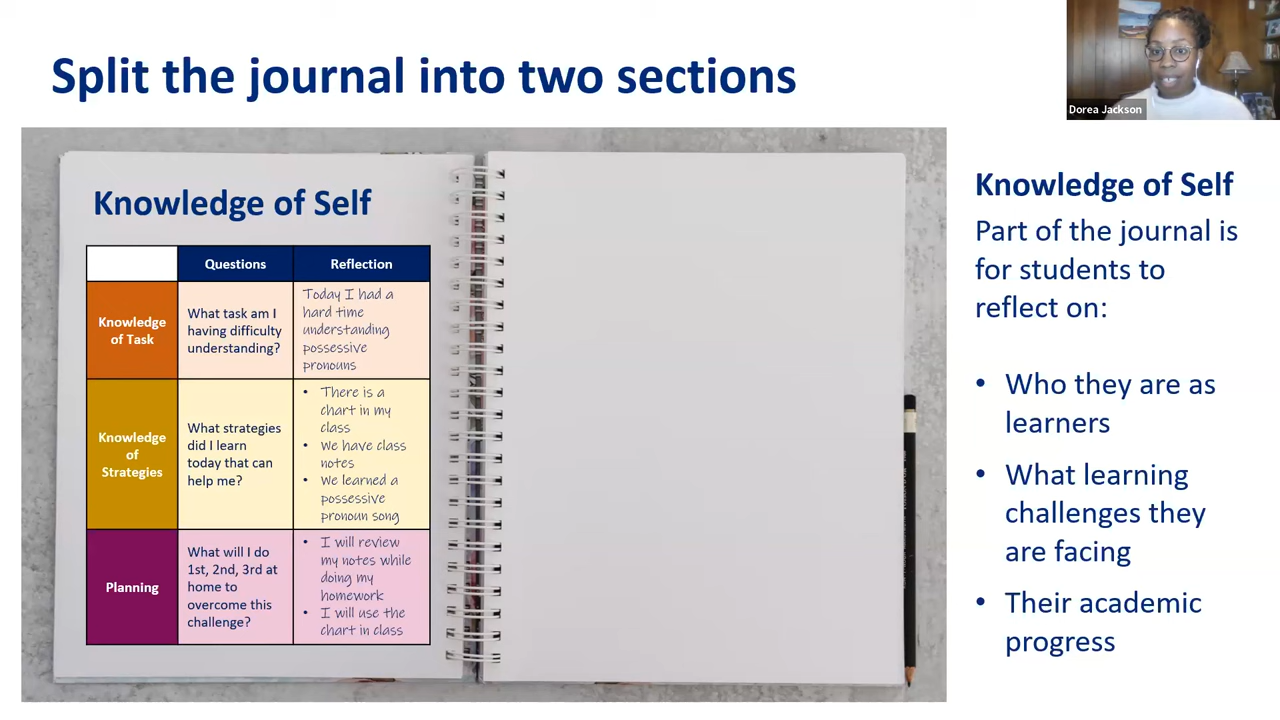 Split the journal into two sections
Dorea Jackson
Knowledge of Self
Questions
Reflection
Knowledge
of Task
What task am I
having difficulty
understanding?
Today I had a
hard time
understanding
possessive
pronouns
Knowledge
of
Strategies
What strategies
did I learn
today that can
help me?
• There is a
chart in my
class
• We have class
notes
• We learned a
possessive
pronoun song
Planning
What will I do
1st, 2nd, 3rd at
home to
overcome this
challenge?
• I will review
my notes while
doing my
homework
• I will use the
chart in class
Knowledge of Self
Part of the journal is
for students to
reflect on:
• Who they are as
learners
• What learning
challenges they
are facing
• Their academic
progress